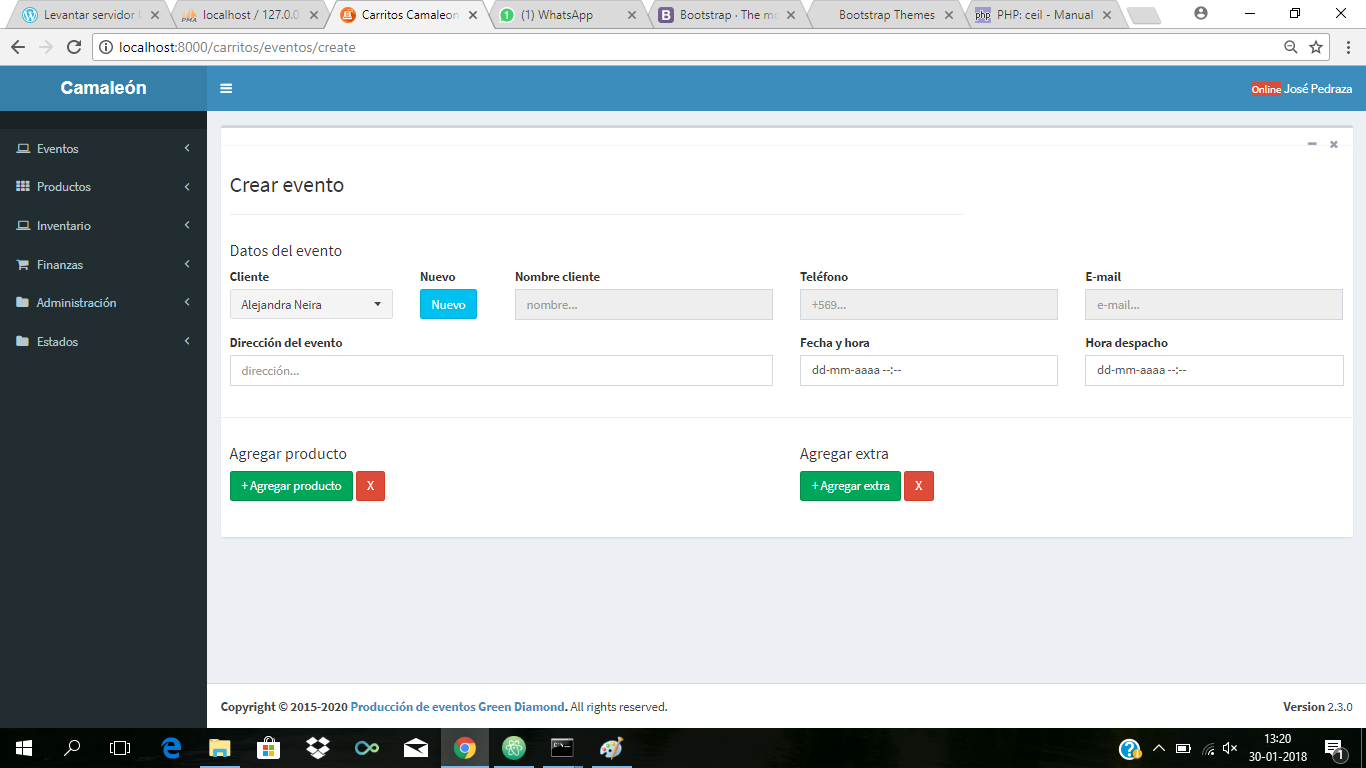 Levantar servidor
localhost / 127.0.0
Carritos Camaleon
(1) WhatsApp
Bootstrap · The mo
Bootstrap Themes
php PHP: ceil - Manual
localhost:8000/carritos/eventos/create
Camaleón
Online José Pedraza
Eventos
Productos
Inventario
Finanzas
Administración
Estados
Crear evento
Datos del evento
Cliente Nuevo Nombre cliente Teléfono E-mail
Alejandra Neira Nuevo nombre... +569... e-mail...
Dirección del evento Fecha y hora Hora despacho
dirección... dd-mm-aaaa --:-- dd-mm-aaaa --:--
Agregar producto Agregar extra
+ Agregar producto X + Agregar extra X
Copyright © 2015-2020 Producción de eventos Green Diamond. All rights reserved. Version 2.3.0
13:20
30-01-2018
1